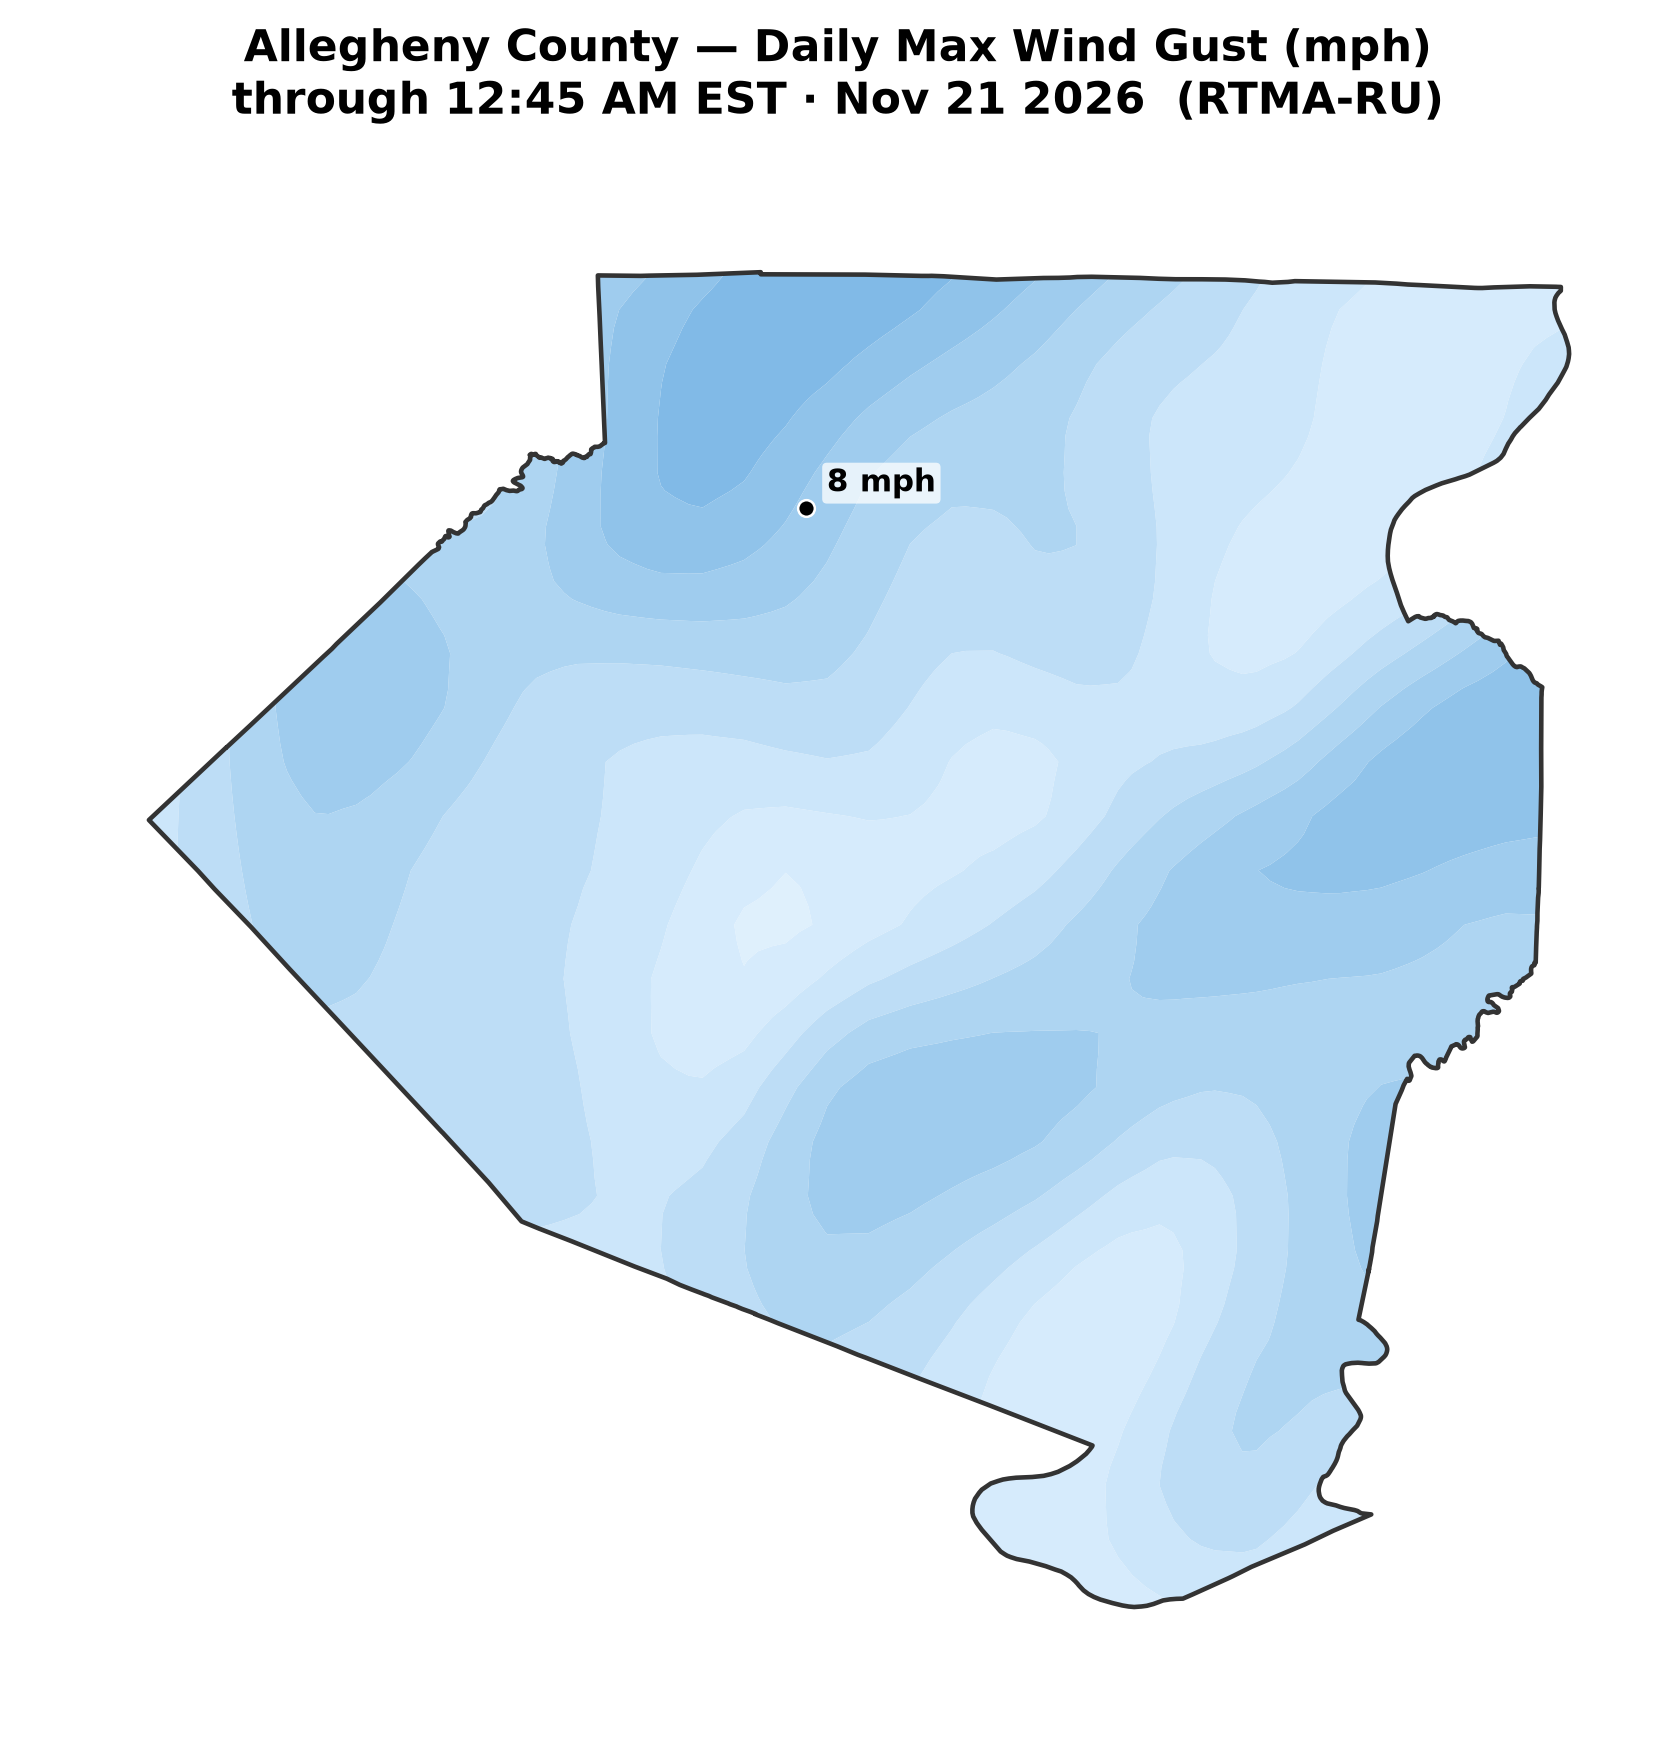 Allegheny County — Daily Max Wind Gust (mph)
through 12:45 AM EST · Nov 21 2026 (RTMA-RU)
8 mph